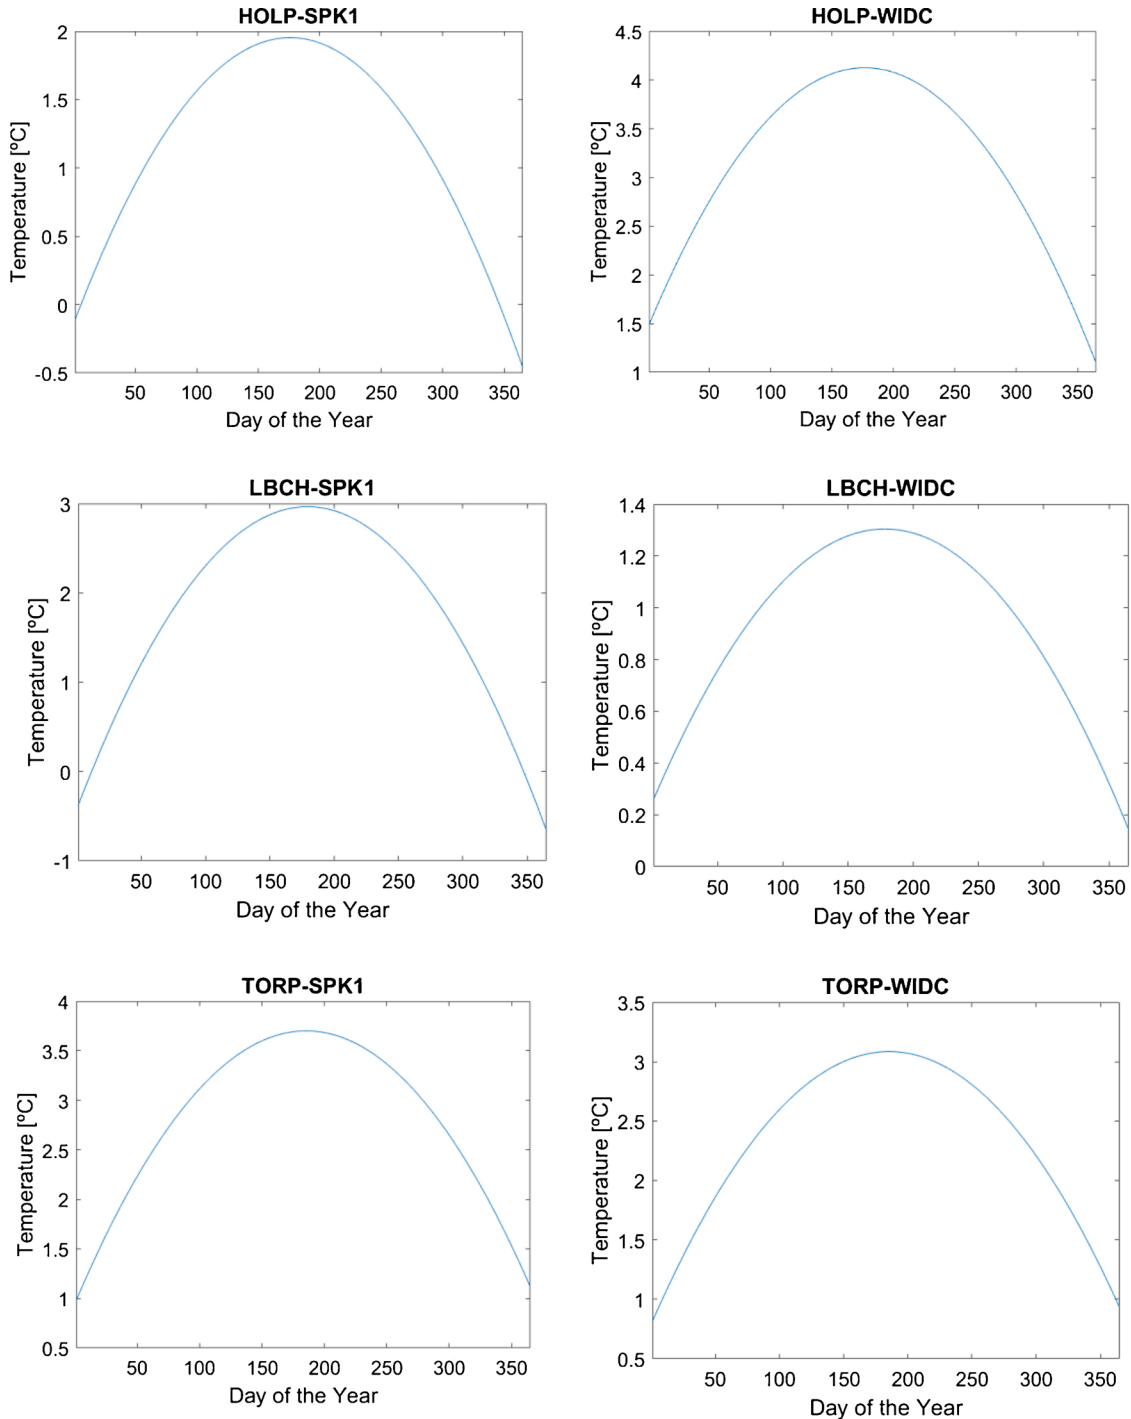 HOLP-SPK1
2
1.5
1
0.5
0
-0.5
Temperature [ºC]
50 100 150 200 250 300 350
Day of the Year
HOLP-WIDC
4.5
4
3.5
3
2.5
2
1.5
1
Temperature [ºC]
50 100 150 200 250 300 350
Day of the Year
LBCH-SPK1
3
2
1
0
-1
Temperature [ºC]
50 100 150 200 250 300 350
Day of the Year
LBCH-WIDC
1.4
1.2
1
0.8
0.6
0.4
0.2
0
Temperature [ºC]
50 100 150 200 250 300 350
Day of the Year
TORP-SPK1
4
3.5
3
2.5
2
1.5
1
0.5
Temperature [ºC]
50 100 150 200 250 300 350
Day of the Year
TORP-WIDC
3.5
3
2.5
2
1.5
1
0.5
Temperature [ºC]
50 100 150 200 250 300 350
Day of the Year